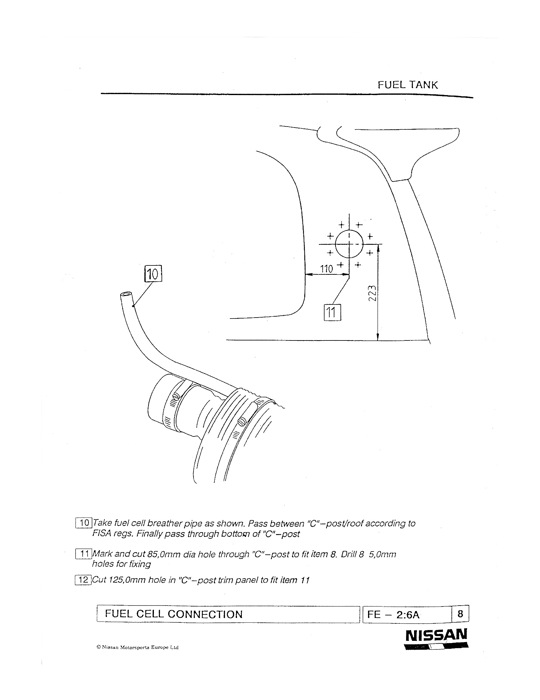 FUEL TANK
10
110
11
223
10 Take fuel cell breather pipe as shown. Pass between "C"-post/roof according to
FISA regs. Finally pass through bottom of "C"-post
11 Mark and cut 85,0mm dia hole through "C"-post to fit item 8. Drill 8 5,0mm
holes for fixing
12 Cut 125,0mm hole in "C"-post trim panel to fit item 11
FUEL CELL CONNECTION FE - 2:6A 8
NISSAN
© Nissan Motorsports Europe Ltd